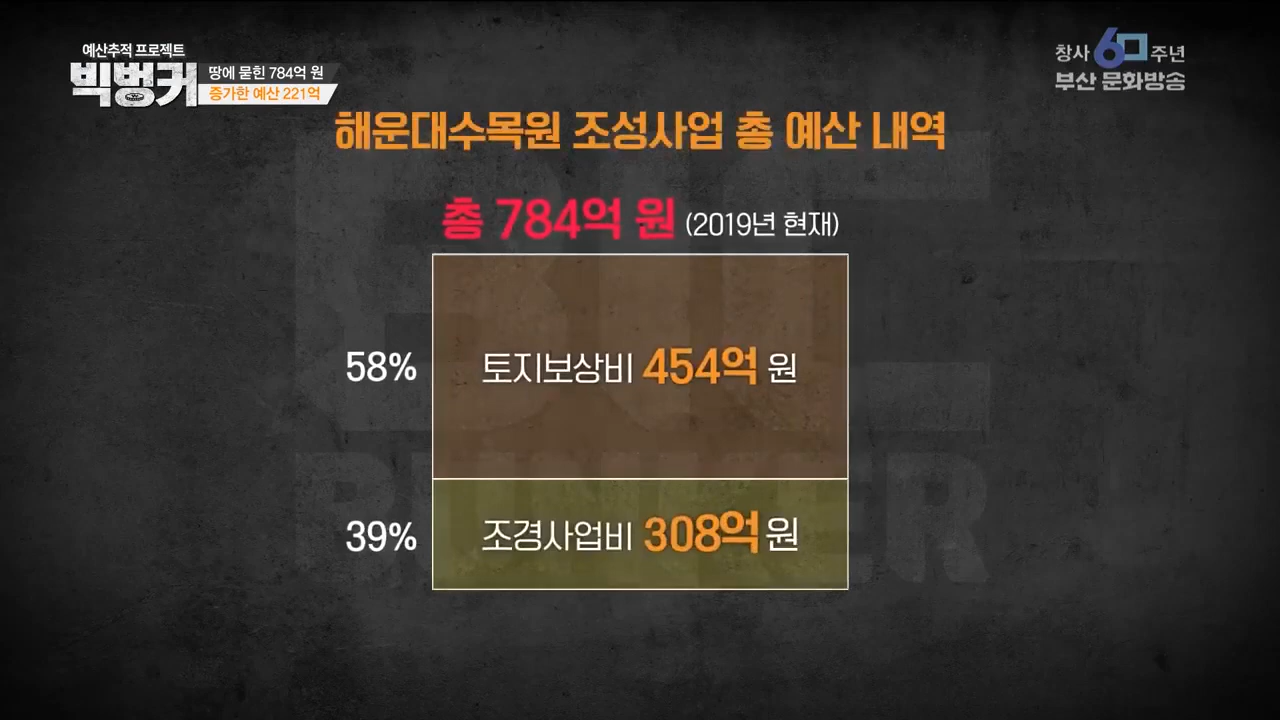 예산추적 프로젝트
빅벙커
땅에 묻힌 784억 원
증가한 예산 221억
창사 60 주년
부산 문화방송
해운대수목원 조성사업 총 예산 내역
총 784억 원 (2019년 현재)
58% 토지보상비 454억 원
39% 조경사업비 308억 원
BIG
BUNKER